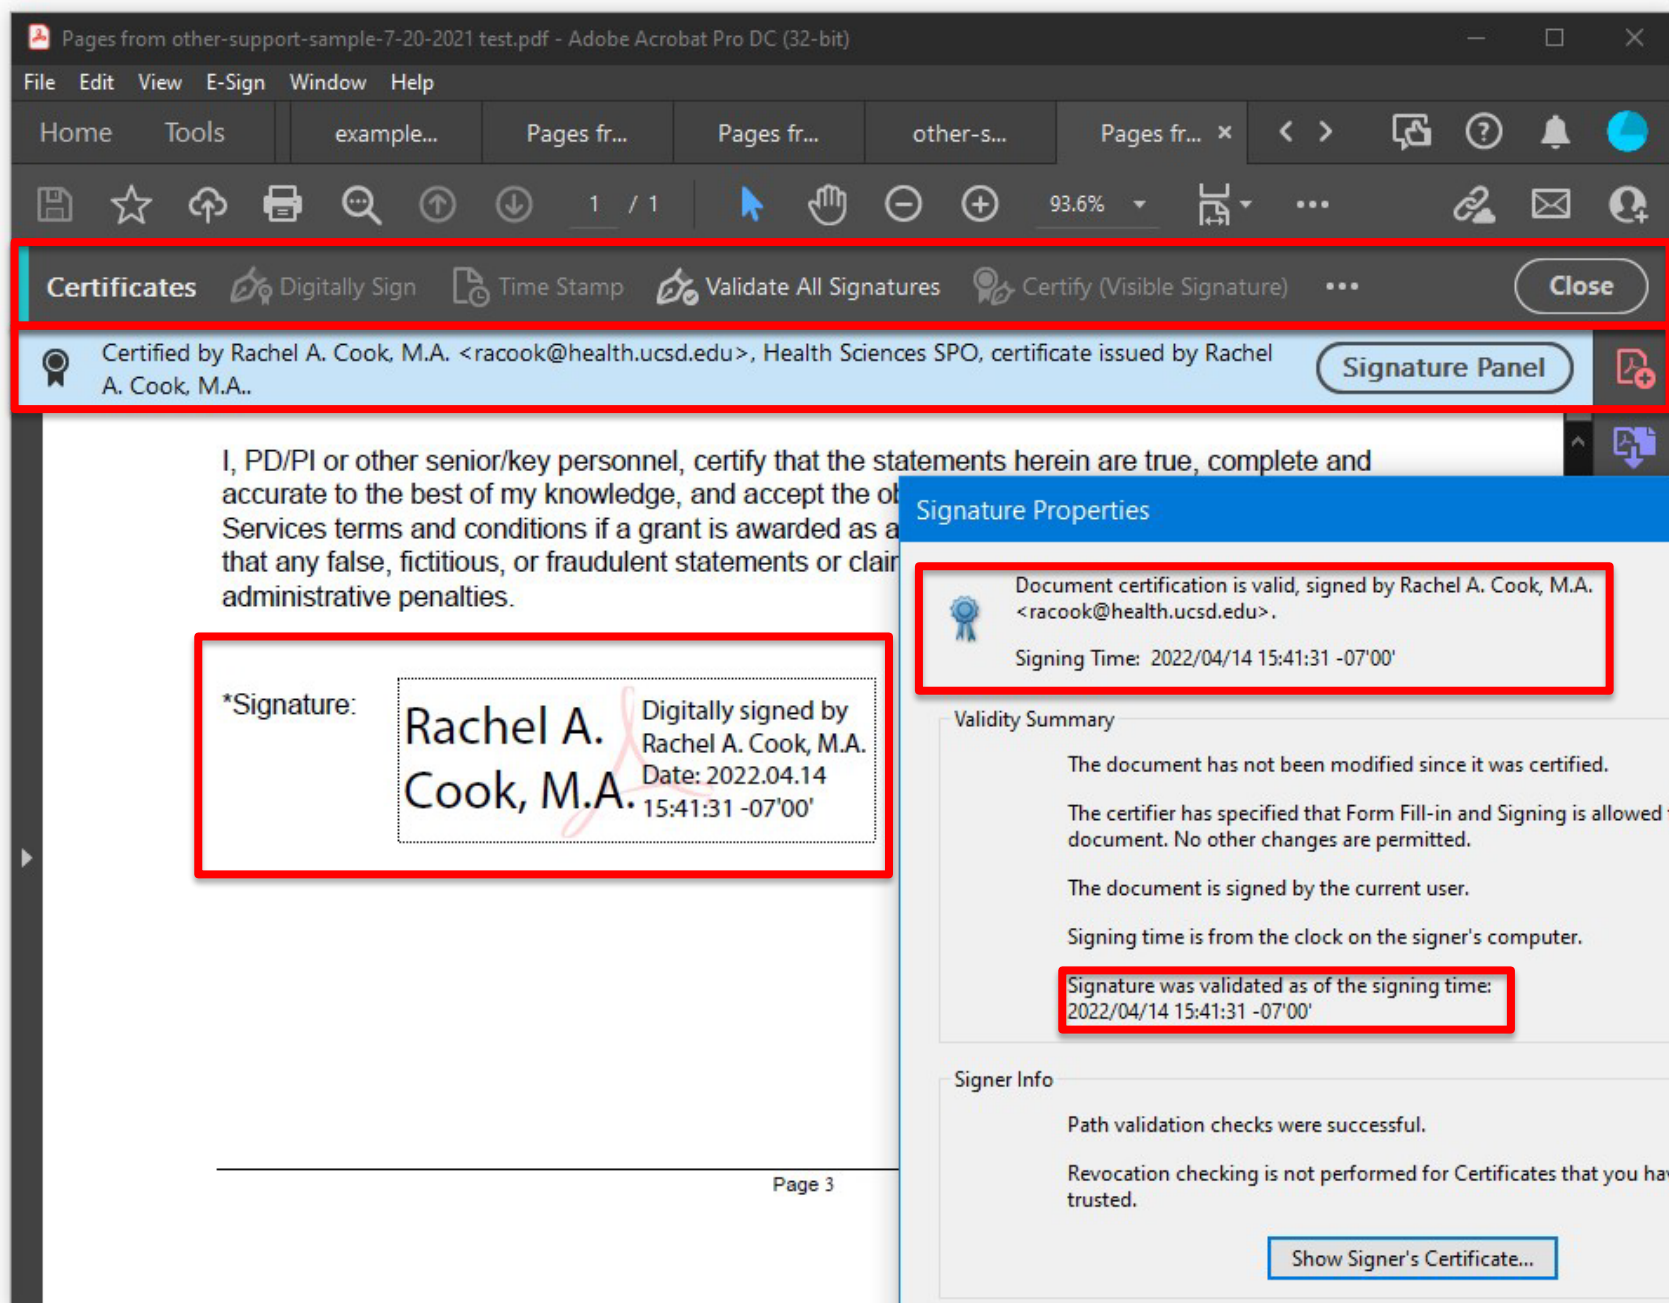 Pages from other-support-sample-7-20-2021 test.pdf - Adobe Acrobat Pro DC (32-bit)
File Edit View E-Sign Window Help
Home Tools example... Pages fr... Pages fr... other-s... Pages fr... ×
1 / 1 93.6%
Certificates Digitally Sign Time Stamp Validate All Signatures Certify (Visible Signature) Close
Certified by Rachel A. Cook, M.A. <racook@health.ucsd.edu>, Health Sciences SPO, certificate issued by Rachel
A. Cook, M.A..
Signature Panel
I, PD/PI or other senior/key personnel, certify that the statements herein are true, complete and
accurate to the best of my knowledge, and accept the
Services terms and conditions if a grant is awarded as a
that any false, fictitious, or fraudulent statements or
administrative penalties.
*Signature:
Rachel A.
Cook, M.A.
Digitally signed by
Rachel A. Cook, M.A.
Date: 2022.04.14
15:41:31 -07'00'
Page 3
Signature Properties
Document certification is valid, signed by Rachel A. Cook, M.A.
<racook@health.ucsd.edu>.
Signing Time: 2022/04/14 15:41:31 -07'00'
Validity Summary
The document has not been modified since it was certified.
The certifier has specified that Form Fill-in and Signing is allowed
document. No other changes are permitted.
The document is signed by the current user.
Signing time is from the clock on the signer's computer.
Signature was validated as of the signing time:
2022/04/14 15:41:31 -07'00'
Signer Info
Path validation checks were successful.
Revocation checking is not performed for Certificates that you
trusted.
Show Signer's Certificate...